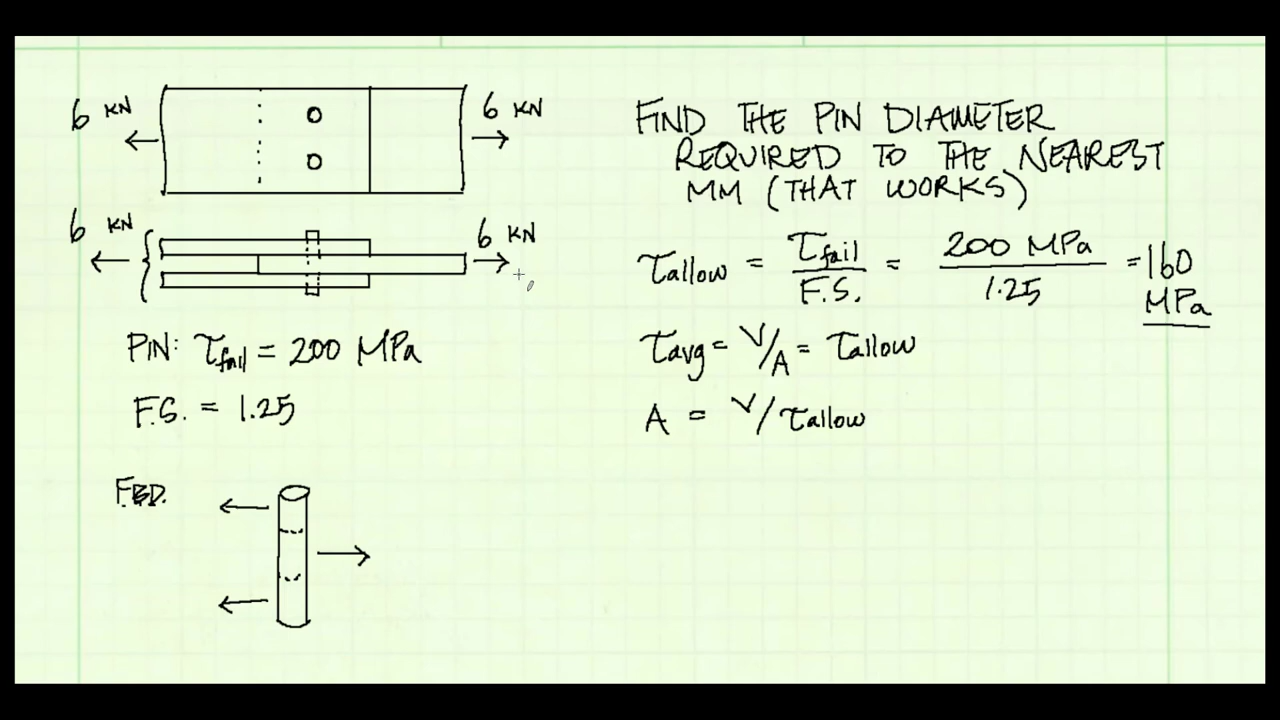 6 KN
6 KN
6 KN
6 KN
PIN: τfail = 200 MPa
F.S. = 1.25
F.B.D.
FIND THE PIN DIAMETER
REQUIRED TO THE NEAREST
MM (THAT WORKS)
τallow = τfail / F.S. = 200 MPa / 1.25 = 160 MPa
τavg = V/A = τallow
A = V/τallow